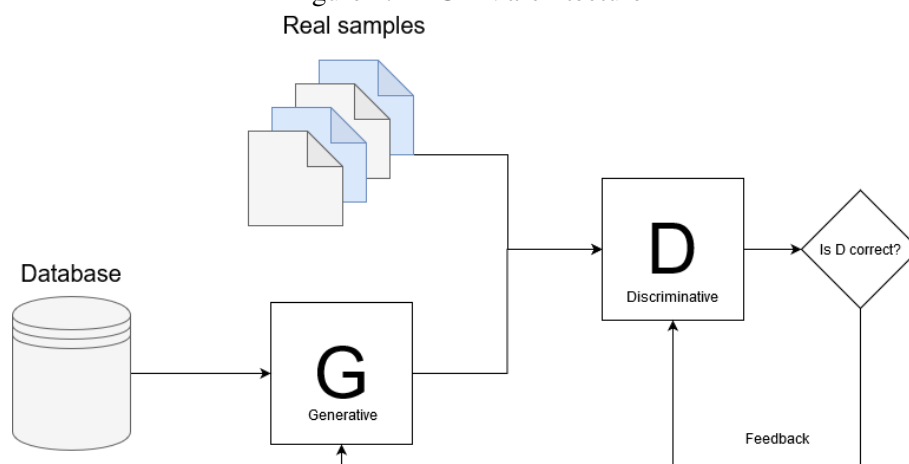 Real samples
D
Discriminative
Is D correct?
Database
G
Generative
Feedback